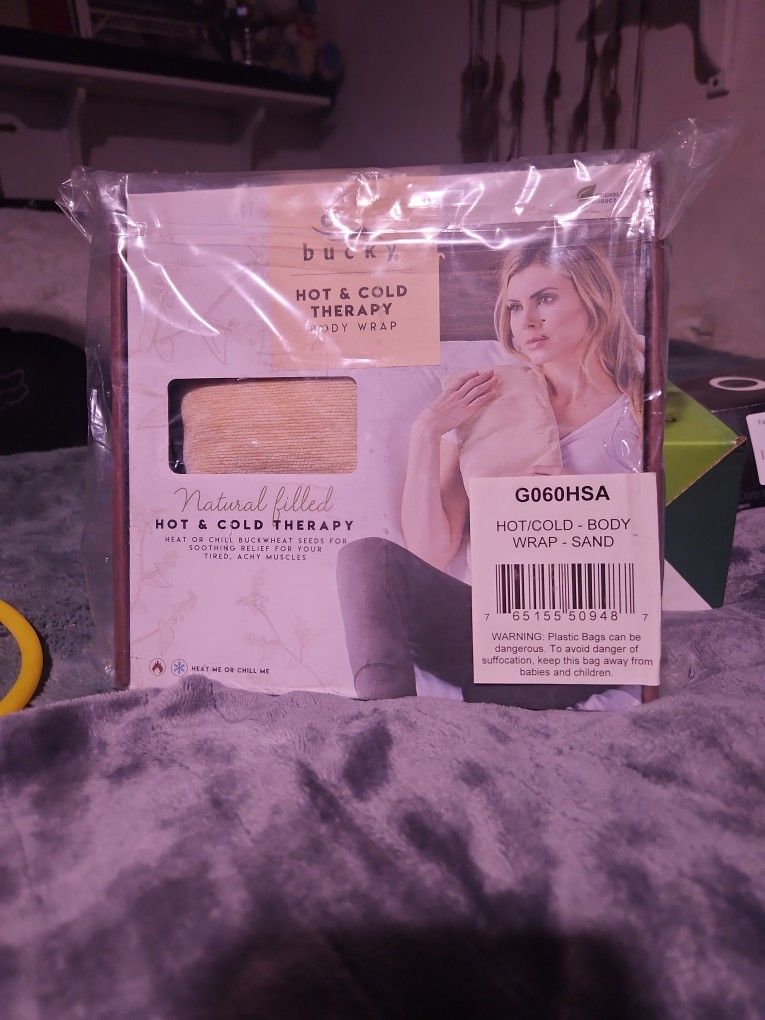 bucky
HOT & COLD
THERAPY
BODY WRAP
Natural filled
HOT & COLD THERAPY
HEAT OR CHILL BUCKWHEAT SEEDS FOR
SOOTHING RELIEF FOR YOUR
TIRED, ACHY MUSCLES
HEAT ME OR CHILL ME
G060HSA
HOT/COLD - BODY
WRAP - SAND
7 65155 50948 7
WARNING: Plastic Bags can be
dangerous. To avoid danger of
suffocation, keep this bag away from
babies and children.